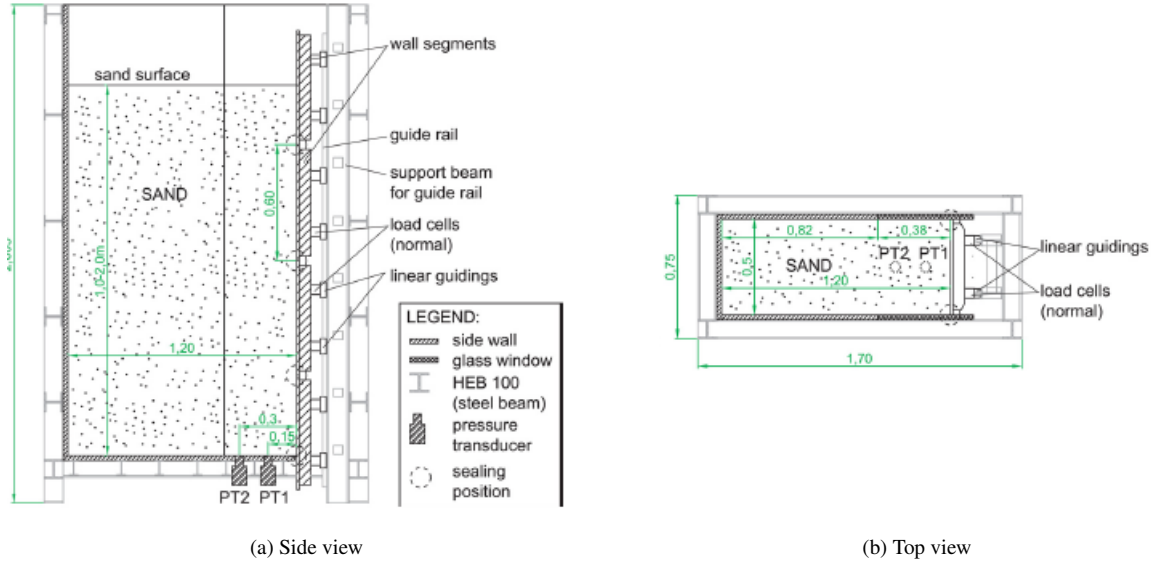 sand surface
wall segments
guide rail
support beam
for guide rail
load cells
(normal)
linear guidings
SAND
0,60
1,0-2,0m
1,20
0,3
0,15
PT2 PT1
LEGEND:
side wall
glass window
HEB 100
(steel beam)
pressure
transducer
sealing
position
(a) Side view
0,82
0,38
PT2 PT1
SAND
0,5
0,75
1,20
1,70
linear guidings
load cells
(normal)
(b) Top view